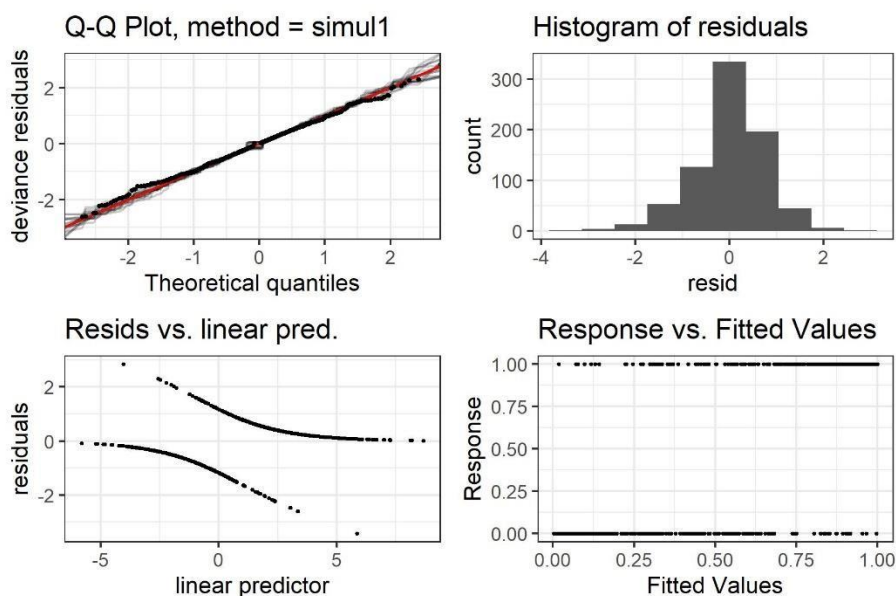 Q-Q Plot, method = simul1
deviance residuals
2
0
-2
-2
-1
0
1
2
Theoretical quantiles
Histogram of residuals
count
300
200
100
0
-4
-2
0
2
resid
Resids vs. linear pred.
residuals
2
0
-2
-5
0
5
linear predictor
Response vs. Fitted Values
Response
1.00
0.75
0.50
0.25
0.00
0.00
0.25
0.50
0.75
1.00
Fitted Values